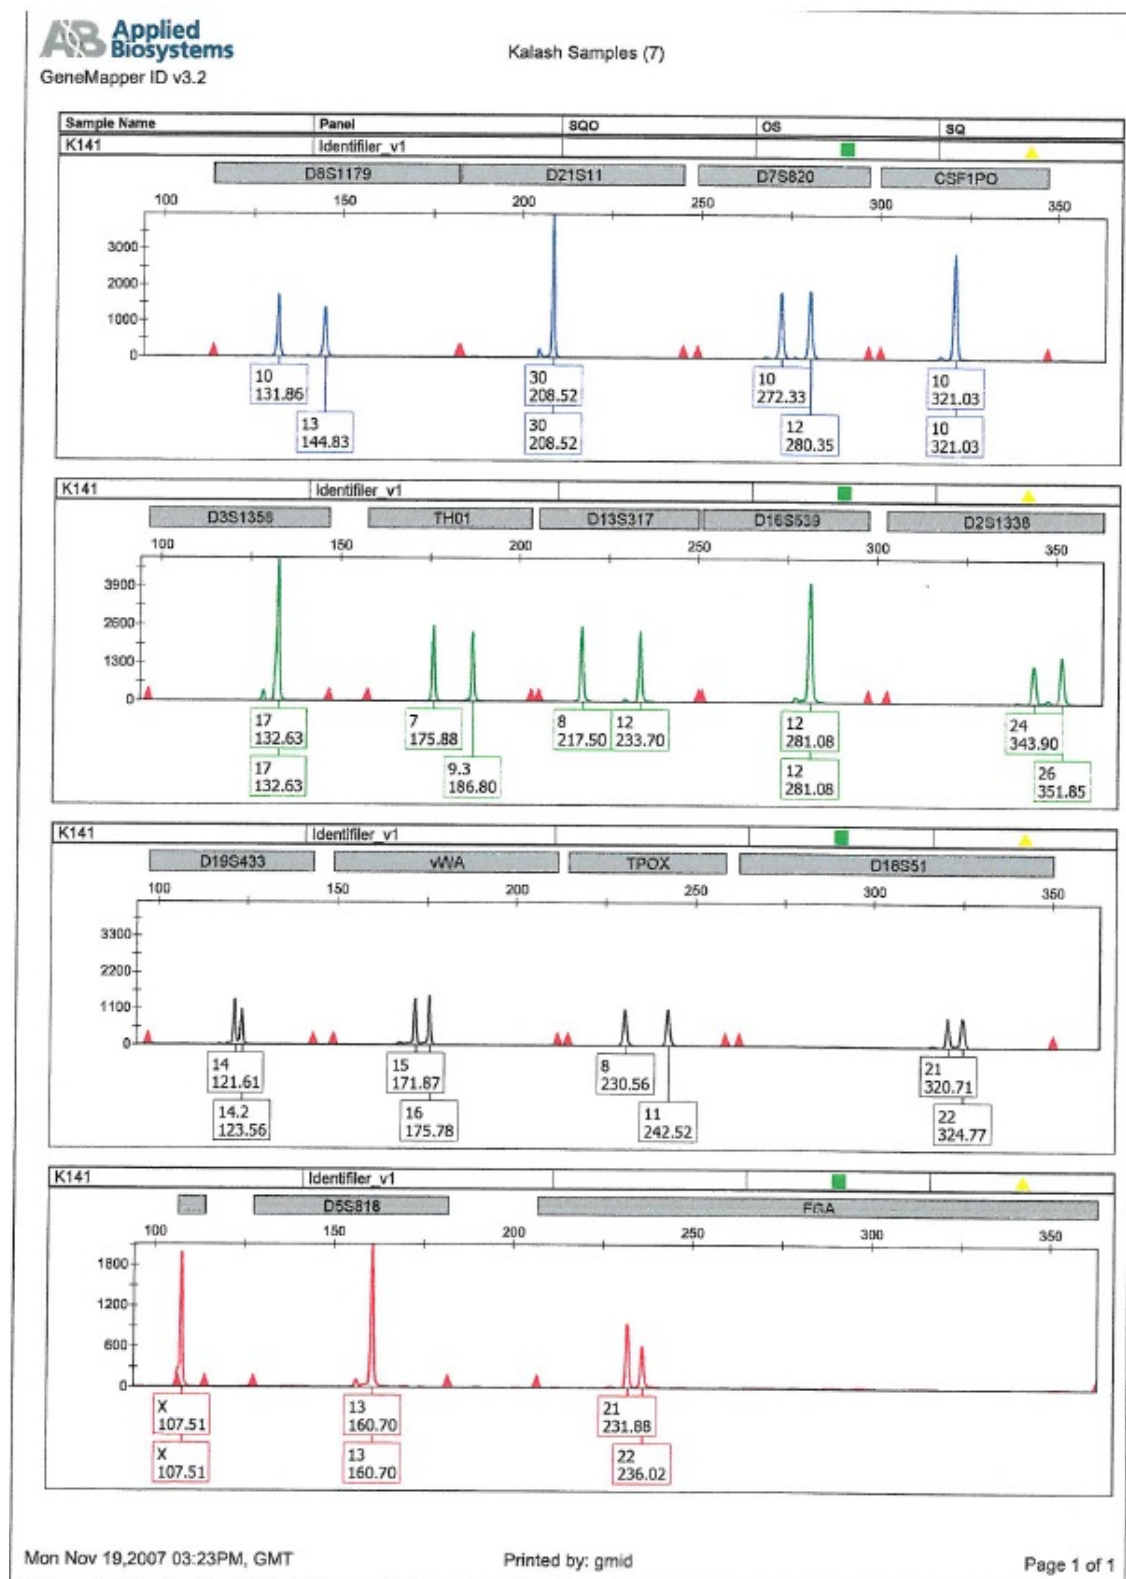 AB Applied
Biosystems
GeneMapper ID v3.2
Kalash Samples (7)
Sample Name Panel SQO OS SQ
K141 Identifiler_v1
D8S1179 D21S11 D7S820 CSF1PO
100 150 200 250 300 350
3000
2000
1000
0
10 30 10 10
131.86 208.52 272.33 321.03
13 30 12 10
144.83 208.52 280.35 321.03
K141 Identifiler_v1
D3S1358 TH01 D13S317 D16S539 D2S1338
100 150 200 250 300 350
3900
2600
1300
0
17 7 8 12 12 24
132.63 175.88 217.50 233.70 281.08 343.90
17 9.3 12 26
132.63 186.80 281.08 351.85
K141 Identifiler_v1
D19S433 vWA TPOX D18S51
100 150 200 250 300 350
3300
2200
1100
0
14 15 8 21
121.61 171.87 230.56 320.71
14.2 16 11 22
123.56 175.78 242.52 324.77
K141 Identifiler_v1
D5S818 FGA
100 150 200 250 300 350
1800
1200
600
0
X 13 21
107.51 160.70 231.88
X 13 22
107.51 160.70 236.02
Mon Nov 19,2007 03:23PM, GMT Printed by: gmid Page 1 of 1